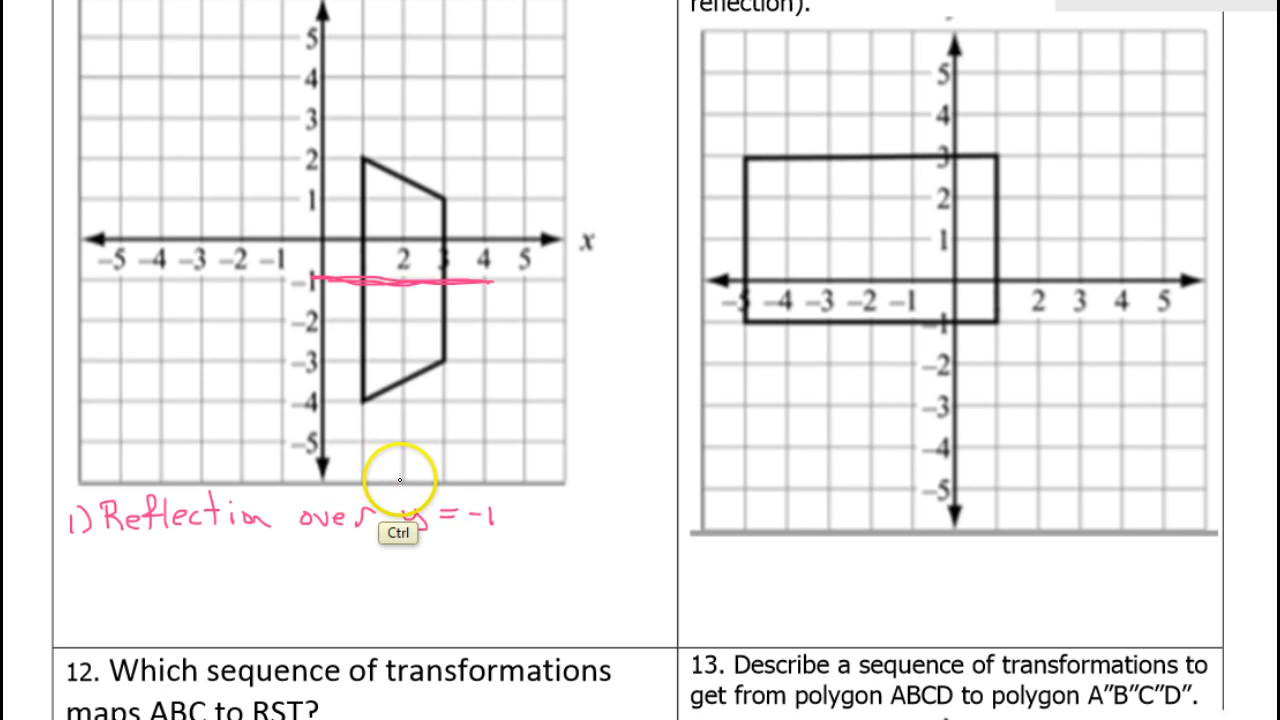 reflection).
5
4
3
2
1
x
-5 -4 -3 -2 -1 2 3 4 5
-1
-2
-3
-4
-5
1) Reflection over y = -1
Ctrl
5
4
3
2
1
-5 -4 -3 -2 -1 2 3 4 5
-1
-2
-3
-4
-5
12. Which sequence of transformations
maps ABC to RST?
13. Describe a sequence of transformations to
get from polygon ABCD to polygon A”B”C”D”.